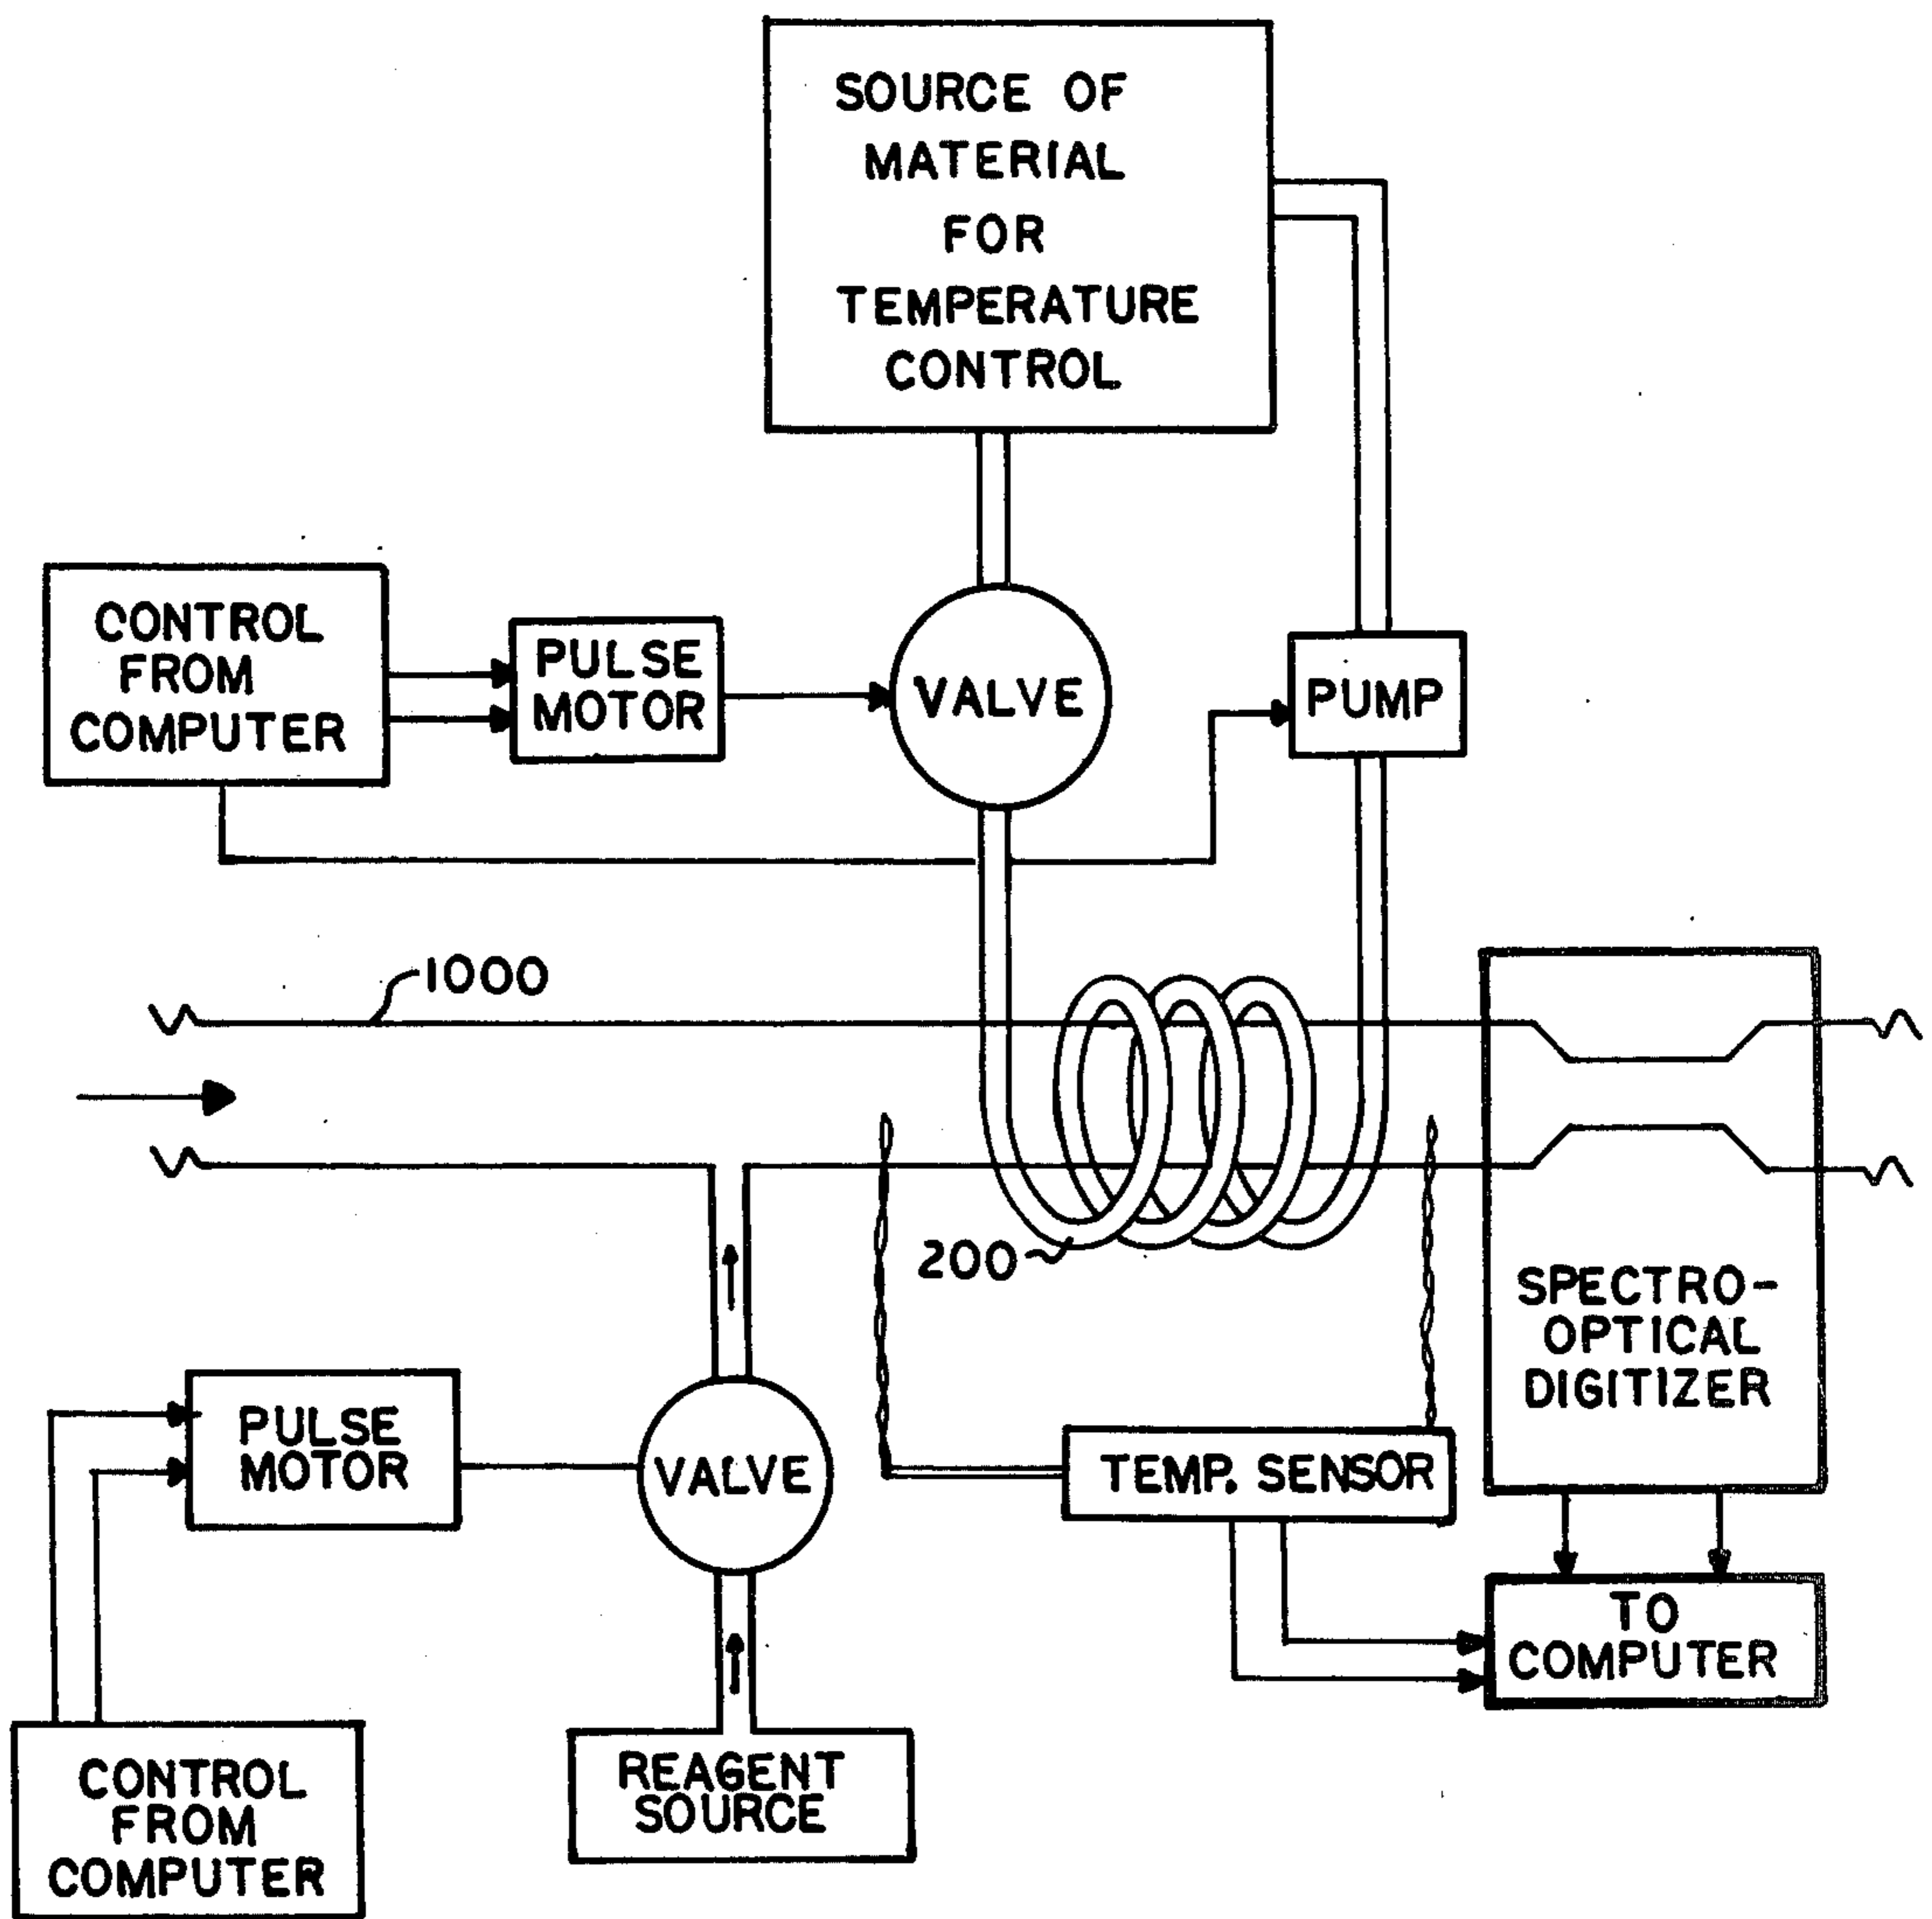 SOURCE OF
MATERIAL
FOR
TEMPERATURE
CONTROL
CONTROL
FROM
COMPUTER
PULSE
MOTOR
VALVE
PUMP
1000
200
SPECTRO-
OPTICAL
DIGITIZER
PULSE
MOTOR
VALVE
TEMP. SENSOR
TO
COMPUTER
CONTROL
FROM
COMPUTER
REAGENT
SOURCE